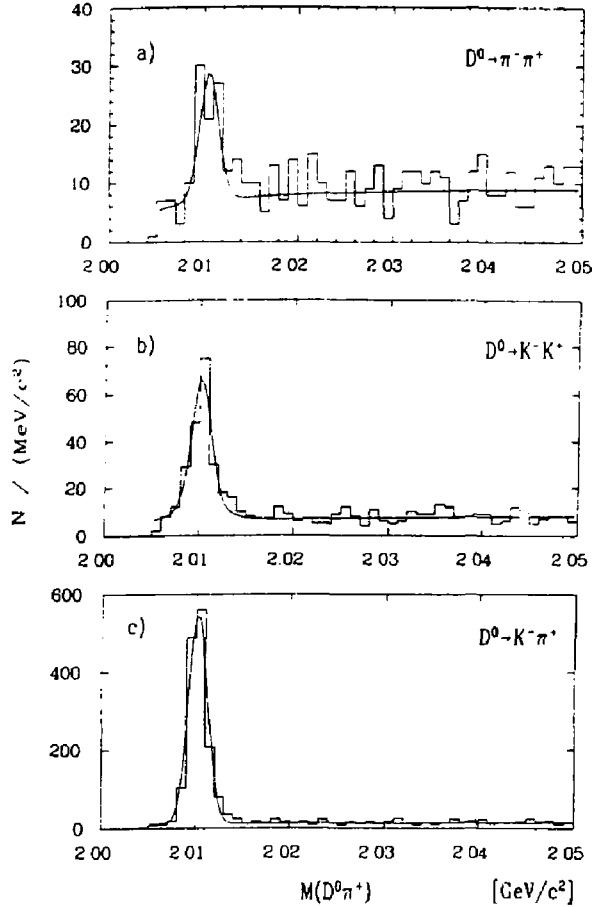 40
a)
D⁰→π⁻π⁺
30
20
10
0
2 00 2 01 2 02 2 03 2 04 2 05
100
b)
D⁰→K⁻K⁺
80
60
40
20
0
2 00 2 01 2 02 2 03 2 04 2 05
N / (MeV/c²)
600
c)
D⁰→K⁻π⁺
400
200
0
2 00 2 01 2 02 2 03 2 04 2 05
M(D⁰π⁺) [GeV/c²]